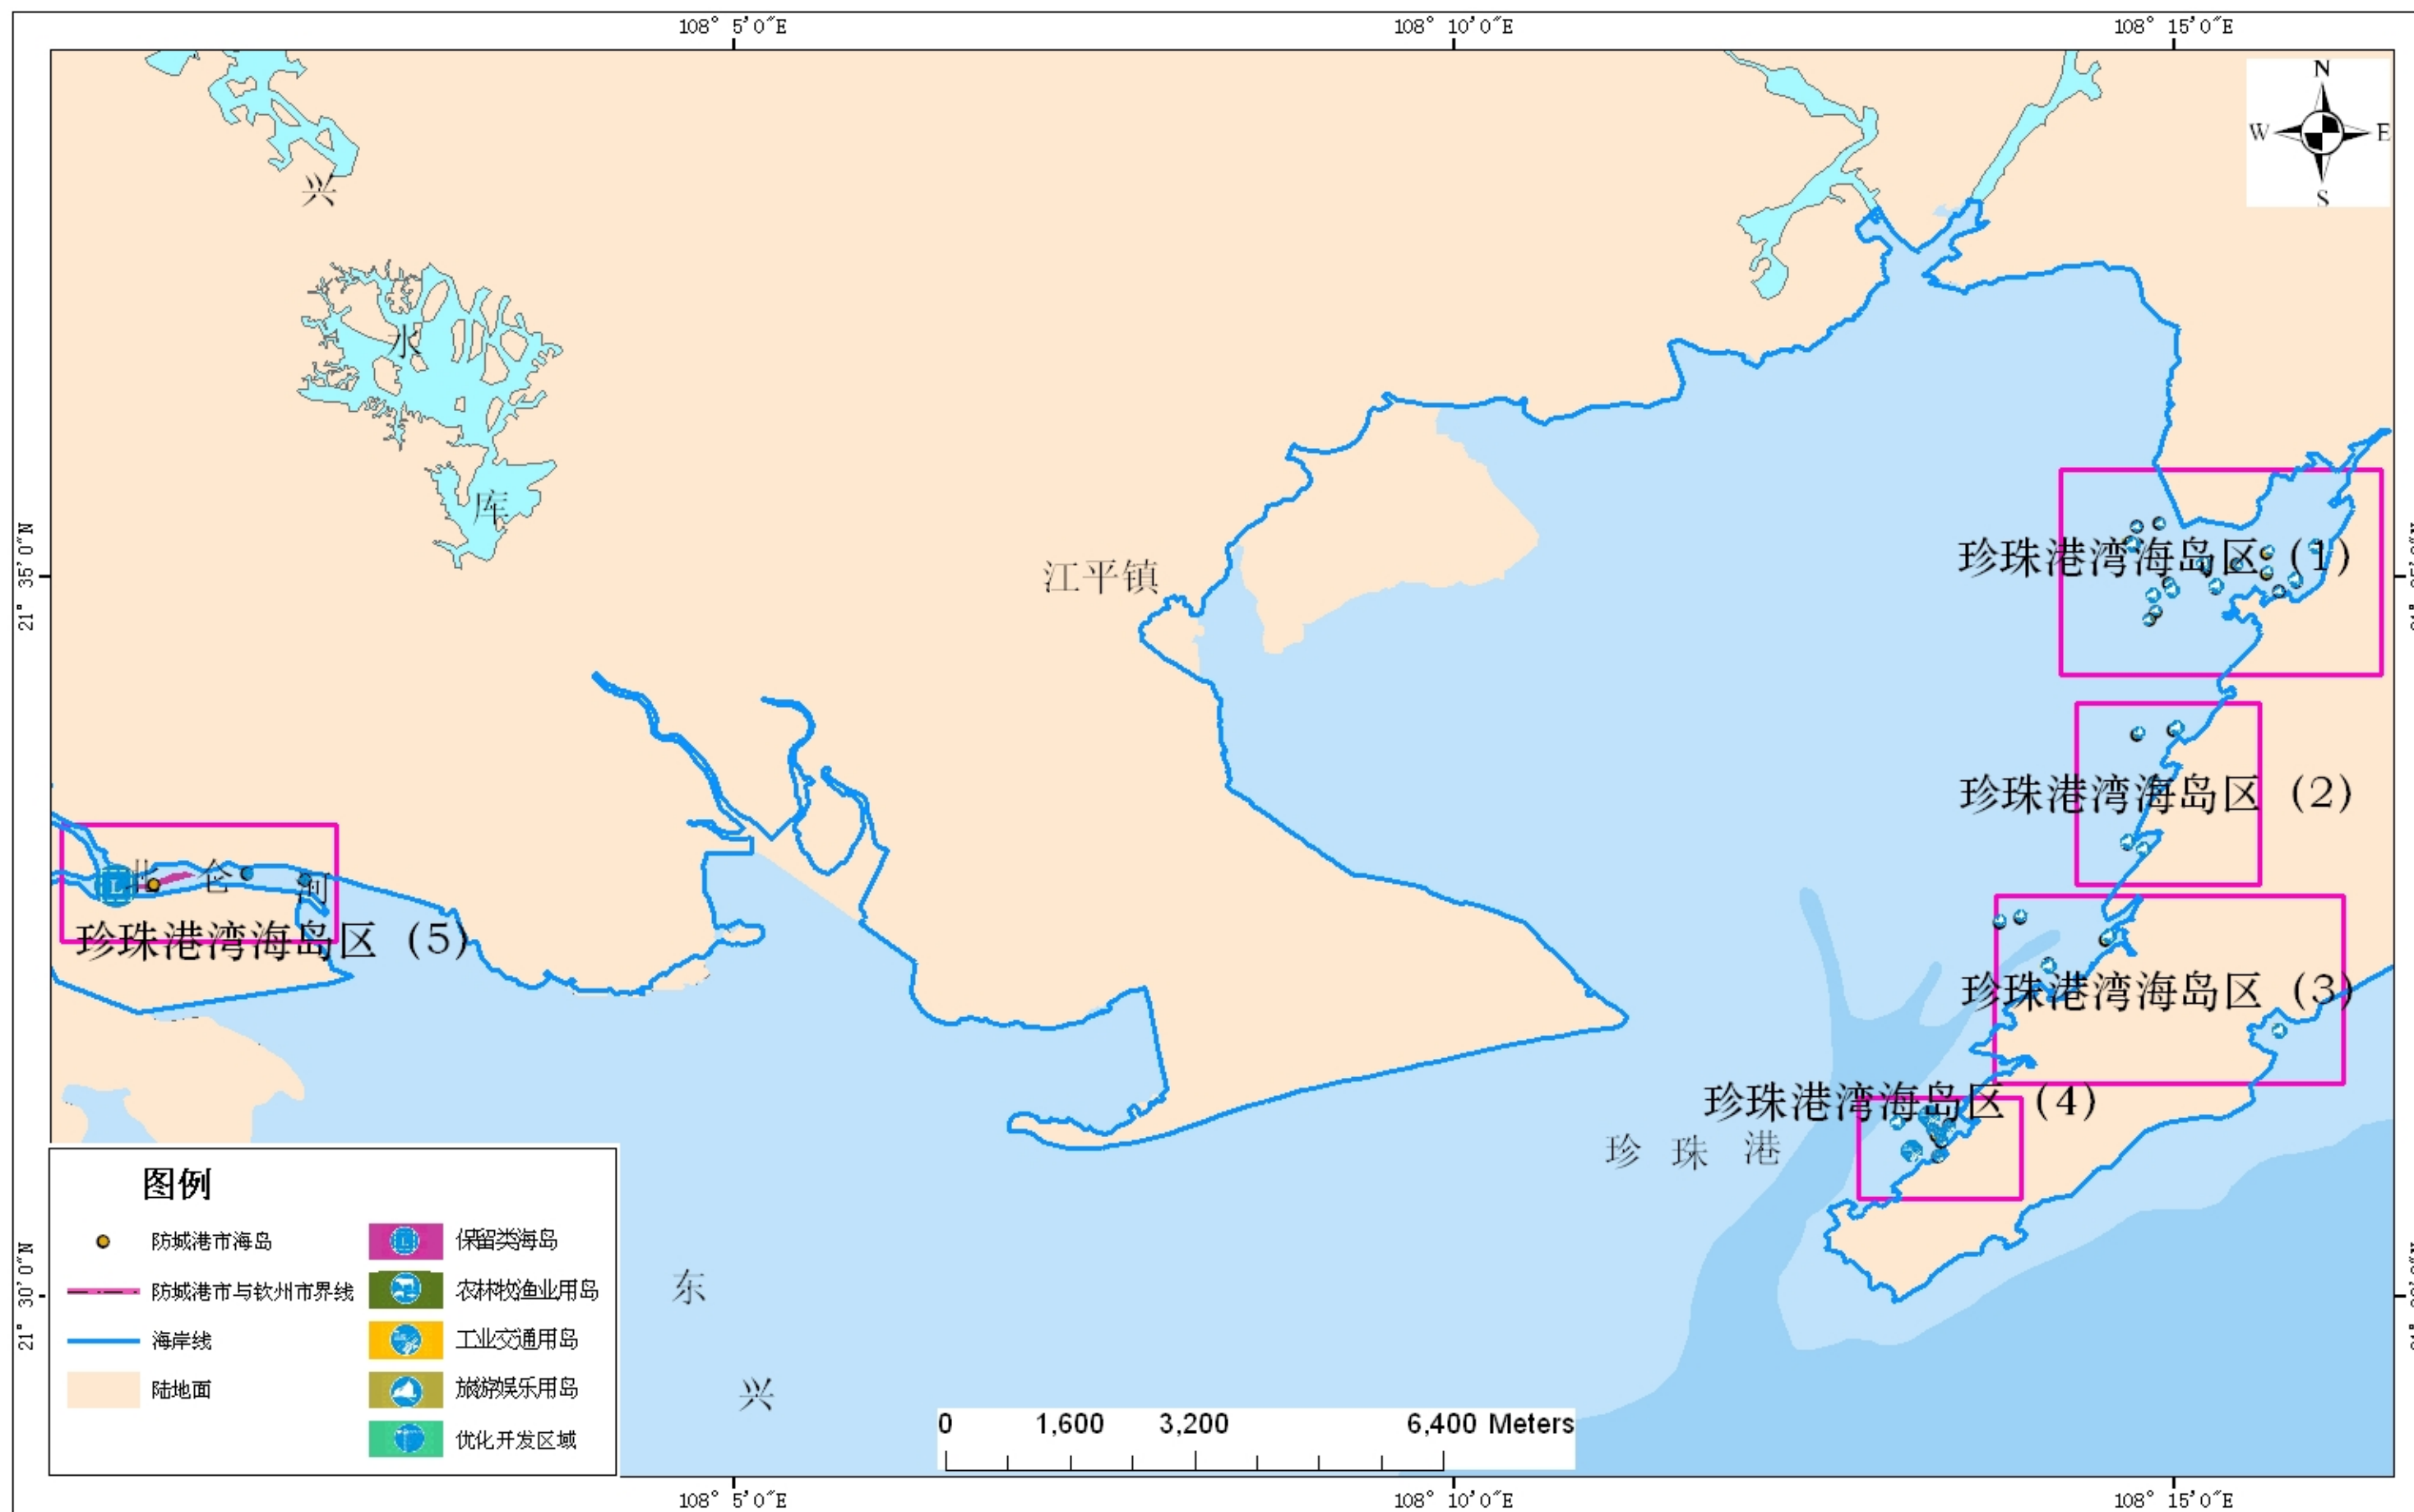 108° 5′0″E
108° 10′0″E
108° 15′0″E
N
W E
S
兴
水
库
21° 35′0″N
江平镇
珍珠港湾海岛区 (1)
珍珠港湾海岛区 (2)
北 仑 河
珍珠港湾海岛区 (5)
珍珠港湾海岛区 (3)
珍珠港湾海岛区 (4)
珍 珠 港
图例
防城港市海岛
防城港市与钦州市界线
海岸线
陆地面
L 保留类海岛
农林牧渔业用岛
工业交通用岛
旅游娱乐用岛
优化开发区域
21° 30′0″N
东
兴
0 1,600 3,200 6,400 Meters
108° 5′0″E
108° 10′0″E
108° 15′0″E